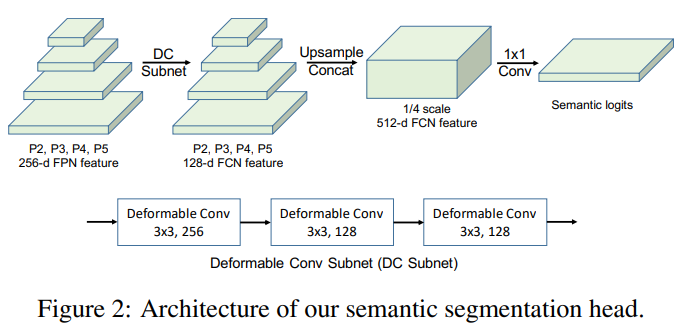 DC
Subnet
Upsample
Concat
1x1
Conv
P2, P3, P4, P5
256-d FPN feature
P2, P3, P4, P5
128-d FCN feature
1/4 scale
512-d FCN feature
Semantic logits
Deformable Conv
3x3, 256
Deformable Conv
3x3, 128
Deformable Conv
3x3, 128
Deformable Conv Subnet (DC Subnet)
Figure 2: Architecture of our semantic segmentation head.